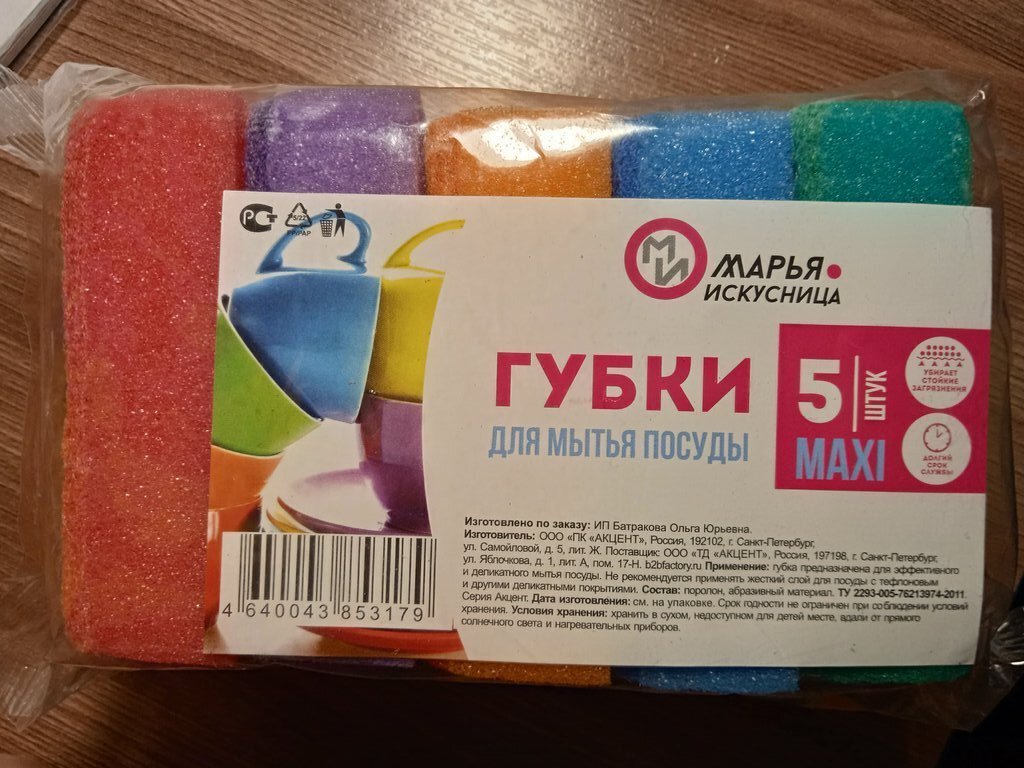 РСТ
PP/PAP
МИ
МАРЬЯ
ИСКУСНИЦА
ГУБКИ
ДЛЯ МЫТЬЯ ПОСУДЫ
5
ШТУК
MAXI
УБИРАЕТ
СТОЙКИЕ
ЗАГРЯЗНЕНИЯ
ДОЛГИЙ
СРОК
СЛУЖБЫ
Изготовлено по заказу: ИП Батракова Ольга Юрьевна.
Изготовитель: ООО «ПК «АКЦЕНТ», Россия, 192102, г. Санкт-Петербург,
ул. Самойловой, д. 5, лит. Ж. Поставщик: ООО «ТД «АКЦЕНТ», Россия, 197198, г. Санкт-Петербург,
ул. Яблочкова, д. 1, лит. А, пом. 17-Н. b2bfactory.ru Применение: губка предназначена для эффективного
и деликатного мытья посуды. Не рекомендуется применять жесткий слой для посуды с тефлоновым
и другими деликатными покрытиями. Состав: поролон, абразивный материал. ТУ 2293-005-76213974-2011.
Серия Акцент. Дата изготовления: см. на упаковке. Срок годности не ограничен при соблюдении условий
хранения. Условия хранения: хранить в сухом, недоступном для детей месте, вдали от прямого
солнечного света и нагревательных приборов.
4 640043 853179